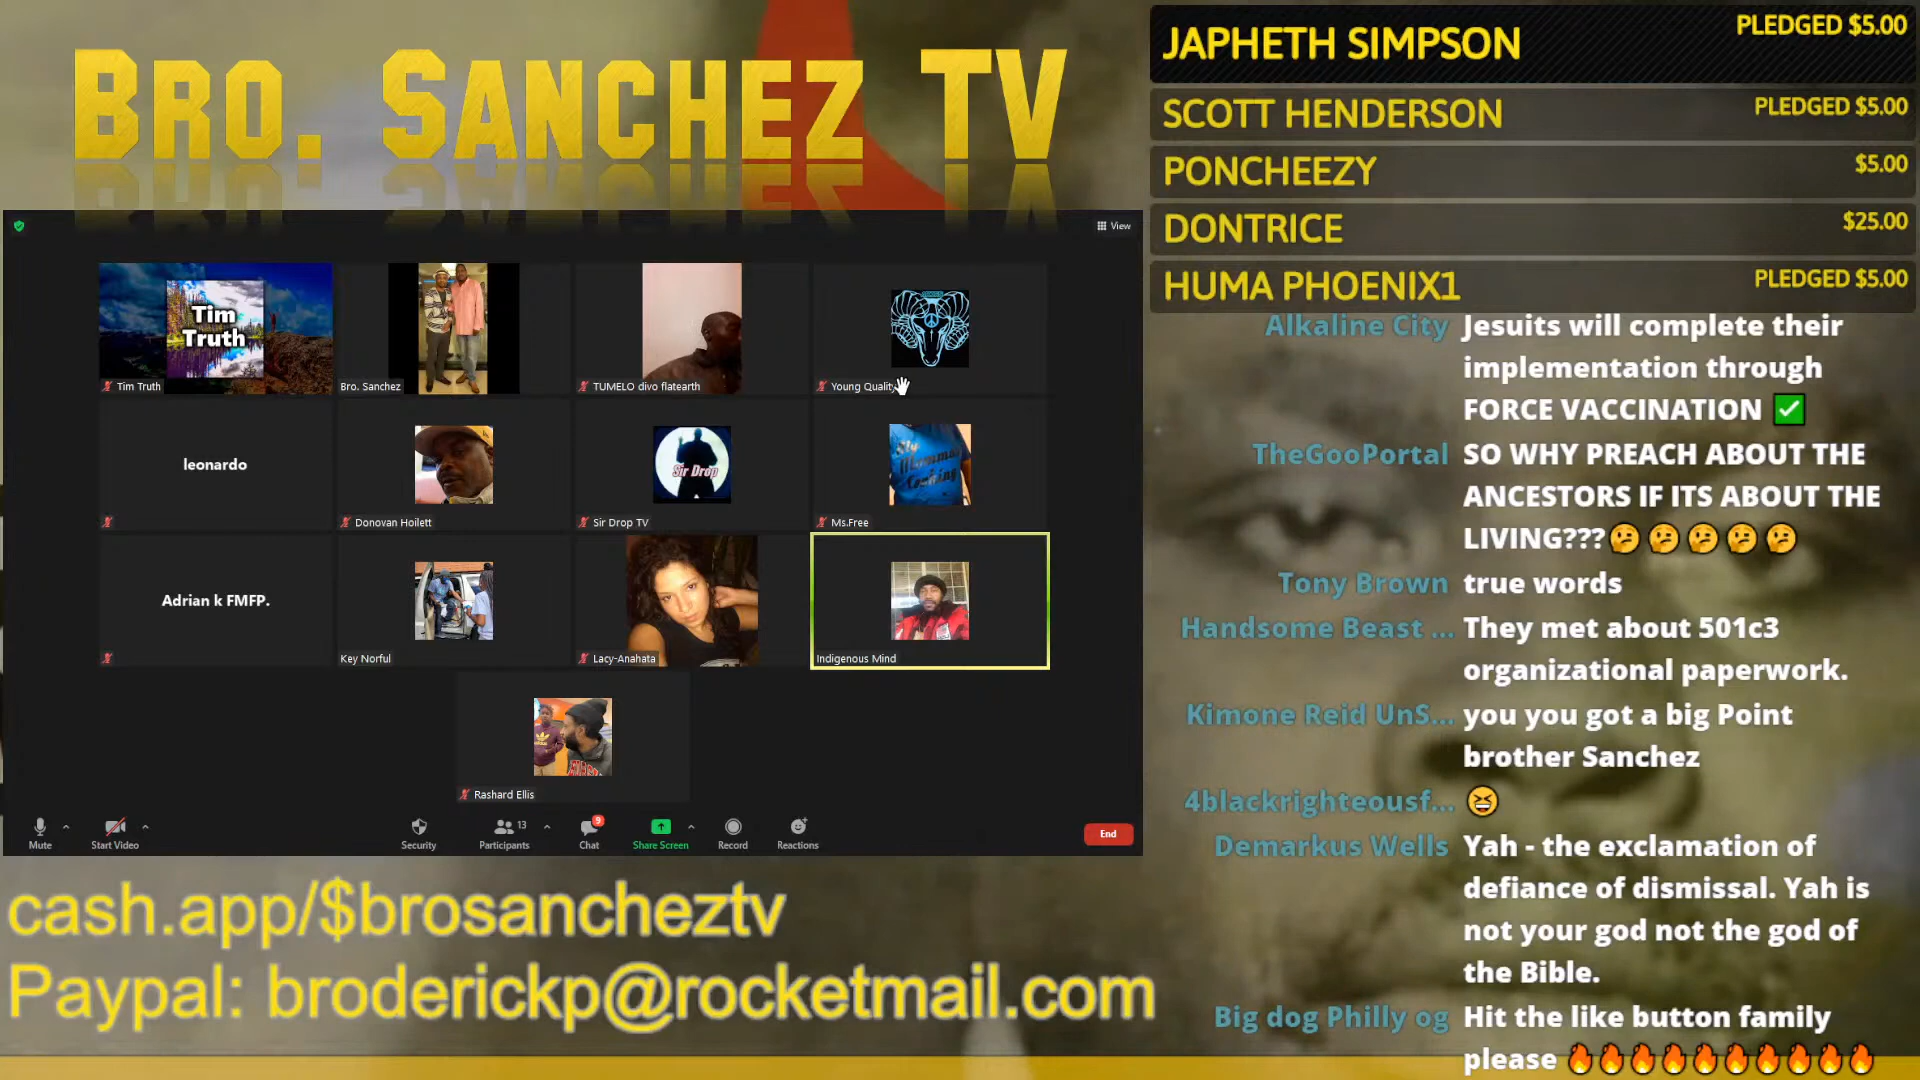 BRO. SANCHEZ TV
View
Tim
Truth
Tim Truth
Bro. Sanchez
TUMELO divo flatearth
Young Quality
leonardo
Donovan Hoilett
Sir Drop
Sir Drop TV
Ms.Free
Adrian k FMFP.
Key Norful
Lacy-Anahata
Indigenous Mind
Rashard Ellis
Mute
Start Video
Security
13
Participants
9
Chat
Share Screen
Record
Reactions
End
cash.app/$brosancheztv
Paypal: broderickp@rocketmail.com
JAPHETH SIMPSON PLEDGED $5.00
SCOTT HENDERSON PLEDGED $5.00
PONCHEEZY $5.00
DONTRICE $25.00
HUMA PHOENIX1 PLEDGED $5.00
Alkaline City Jesuits will complete their
implementation through
FORCE VACCINATION ✅
TheGooPortal SO WHY PREACH ABOUT THE
ANCESTORS IF ITS ABOUT THE
LIVING???🤔🤔🤔🤔🤔
Tony Brown true words
Handsome Beast ... They met about 501c3
organizational paperwork.
Kimone Reid UnS... you you got a big Point
brother Sanchez
4blackrighteousf... 😆
Demarkus Wells Yah - the exclamation of
defiance of dismissal. Yah is
not your god not the god of
the Bible.
Big dog Philly og Hit the like button family
please 🔥🔥🔥🔥🔥🔥🔥🔥🔥🔥